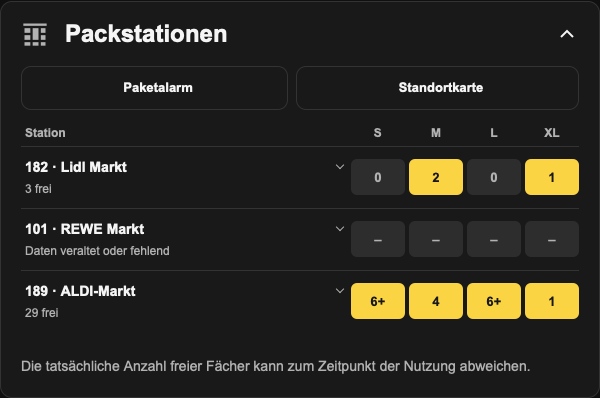 Packstationen
Paketalarm Standortkarte
Station S M L XL
182 · Lidl Markt 0 2 0 1
3 frei
101 · REWE Markt – – – –
Daten veraltet oder fehlend
189 · ALDI-Markt 6+ 4 6+ 1
29 frei
Die tatsächliche Anzahl freier Fächer kann zum Zeitpunkt der Nutzung abweichen.